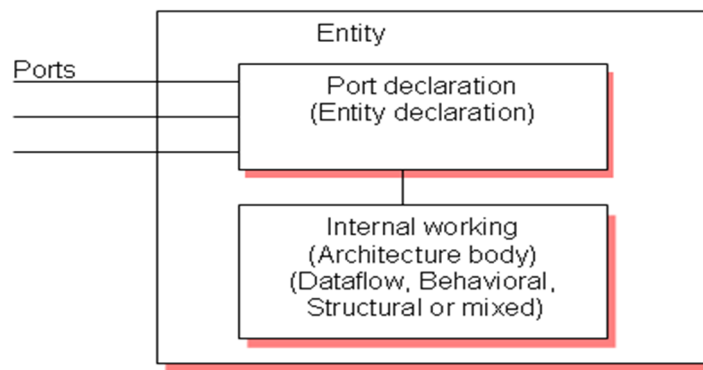 Entity
Ports
Port declaration
(Entity declaration)
Internal working
(Architecture body)
(Dataflow, Behavioral,
Structural or mixed)